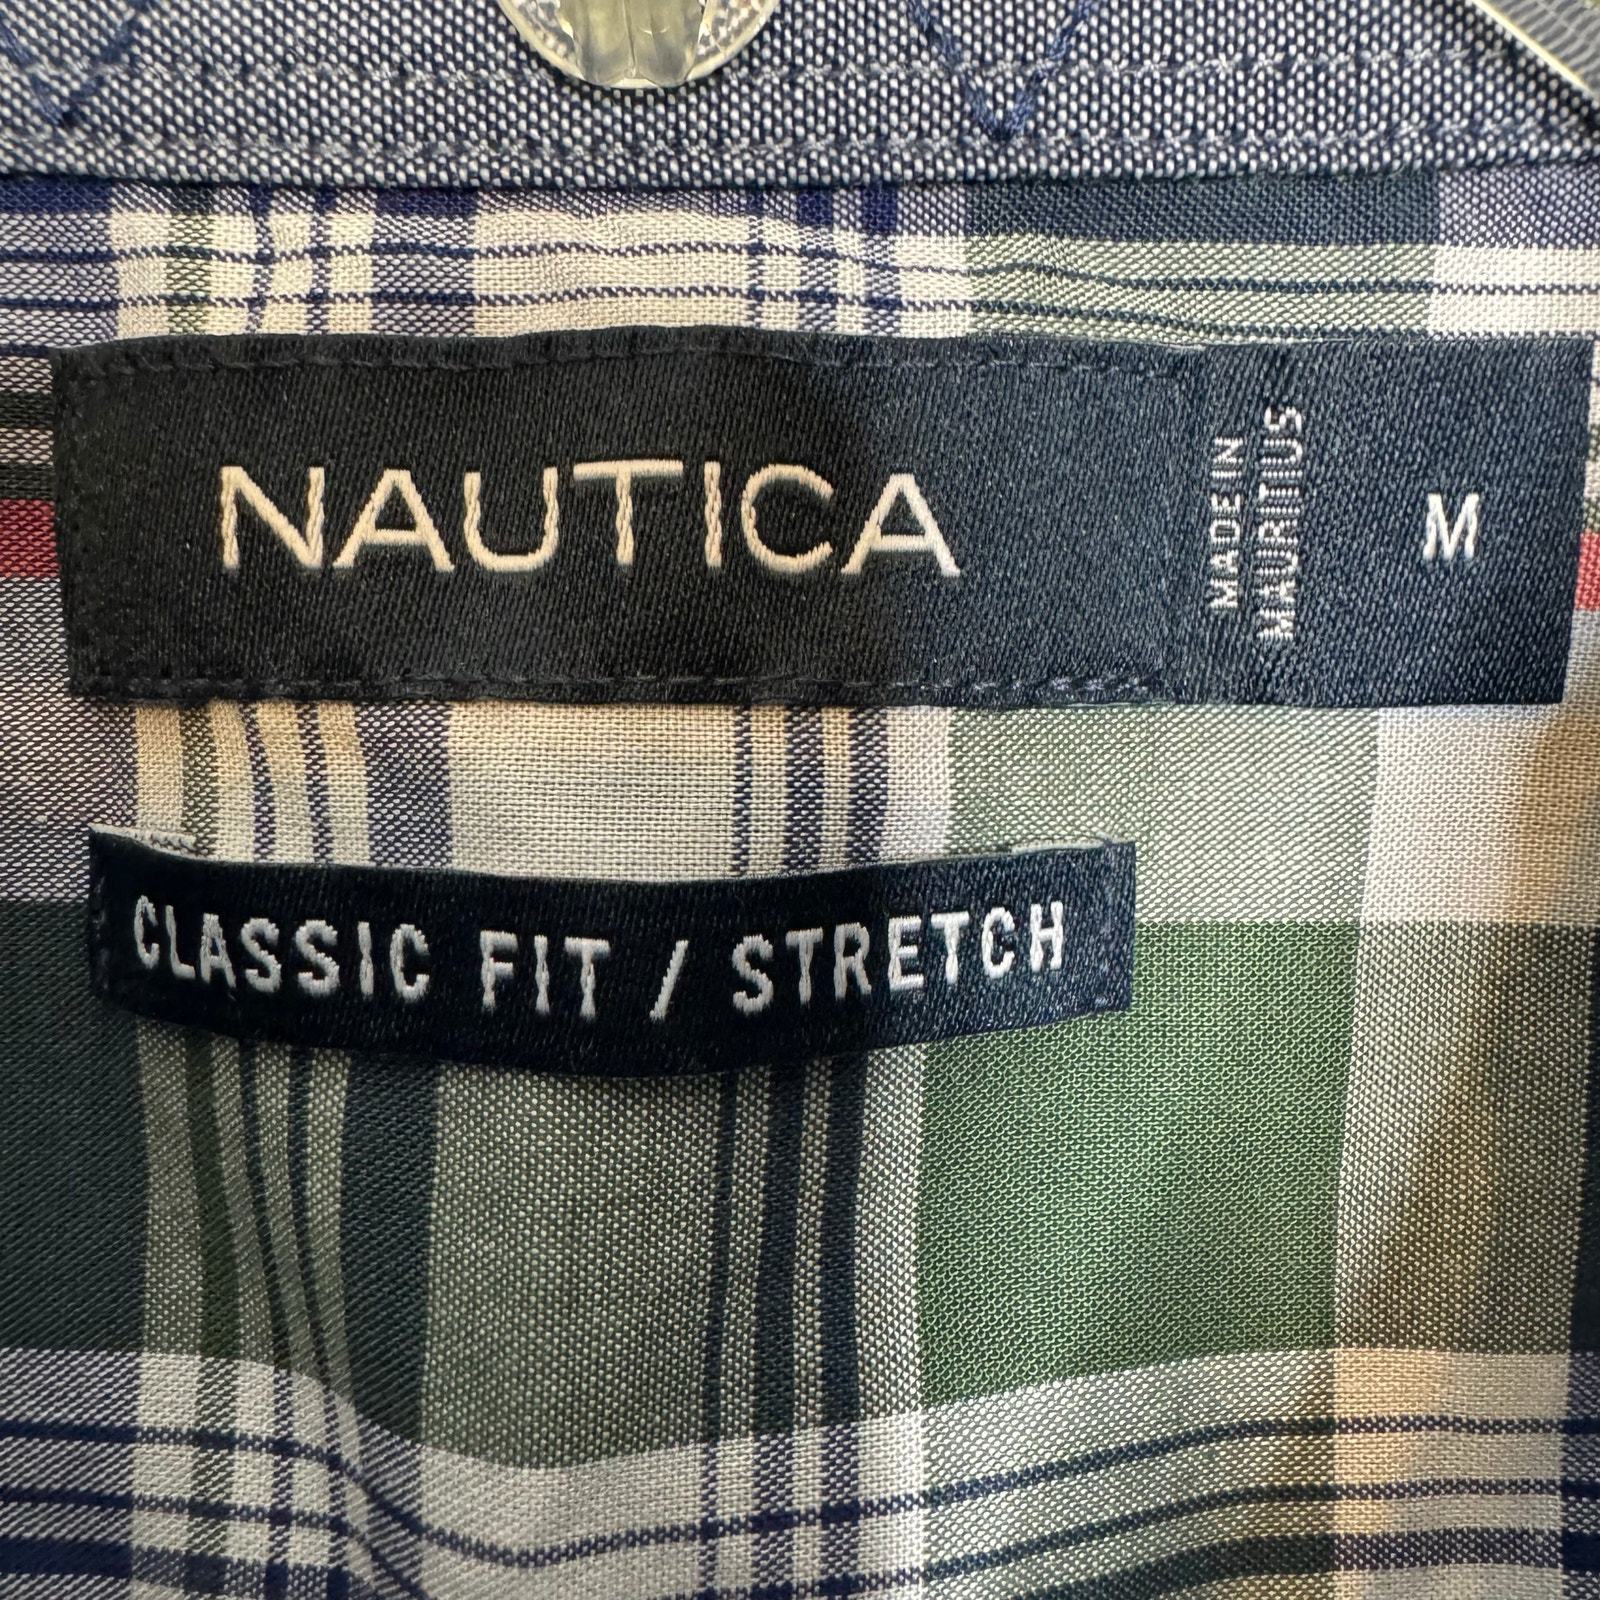 NAUTICA
MADE IN
MAURITIUS
M
CLASSIC FIT / STRETCH